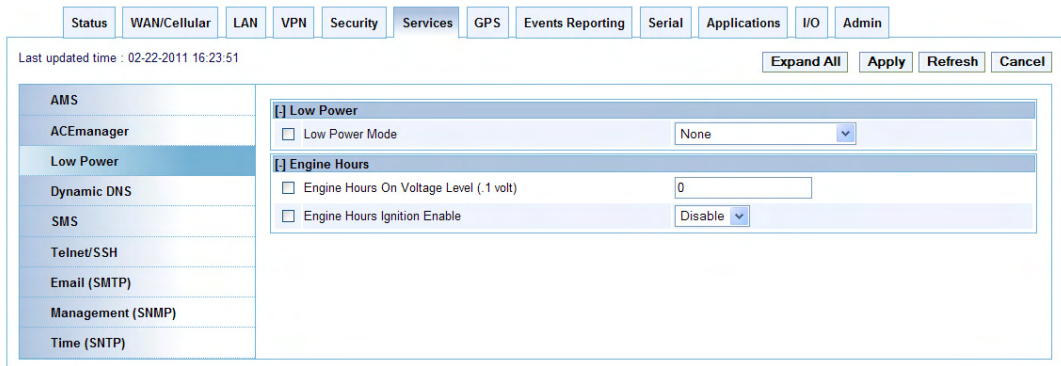 Status WAN/Cellular LAN VPN Security Services GPS Events Reporting Serial Applications I/O Admin
Last updated time : 02-22-2011 16:23:51
Expand All Apply Refresh Cancel
AMS
ACEmanager
Low Power
Dynamic DNS
SMS
Telnet/SSH
Email (SMTP)
Management (SNMP)
Time (SNTP)
[-] Low Power
Low Power Mode None
[-] Engine Hours
Engine Hours On Voltage Level (.1 volt) 0
Engine Hours Ignition Enable Disable